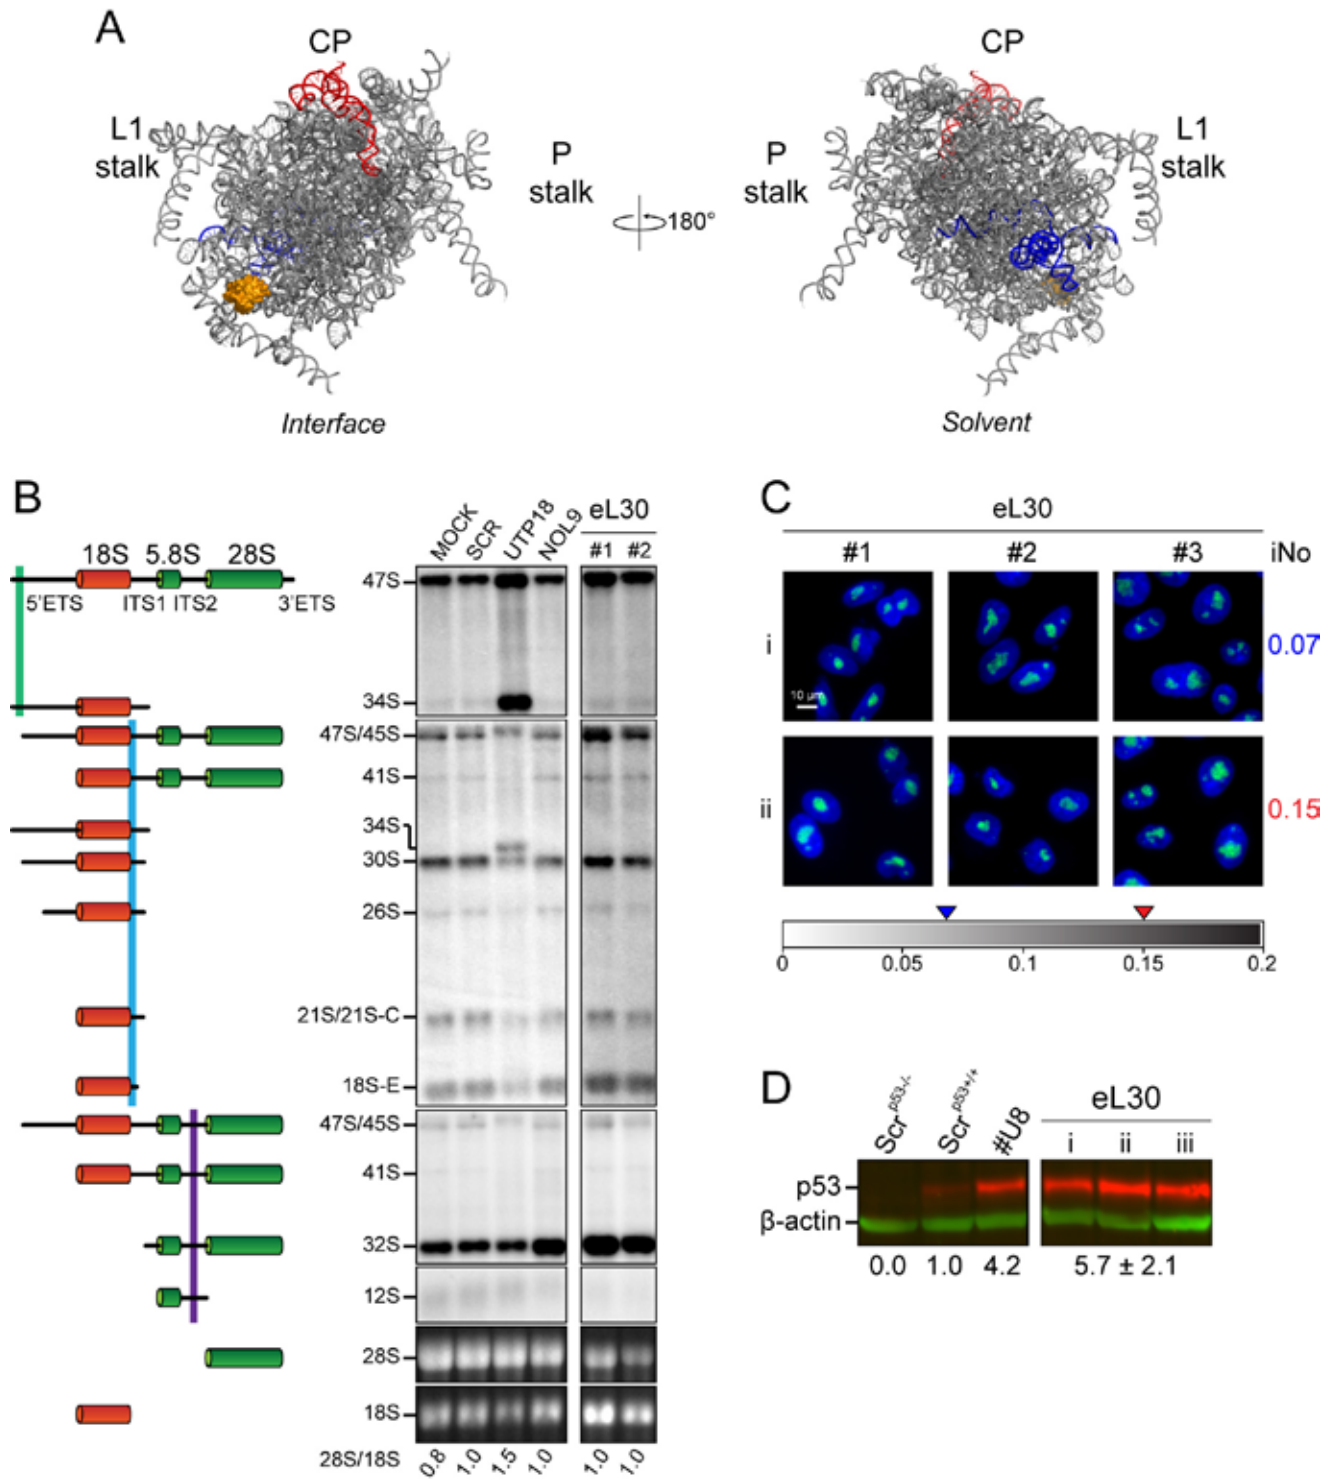 A
CP
CP
L1
stalk
P
stalk
180°
P
stalk
L1
stalk
Interface
Solvent
B
MOCK
SCR
UTP18
NOL9
eL30
#1 #2
18S 5.8S 28S
5'ETS ITS1 ITS2 3'ETS
47S
34S
47S/45S
41S
34S
30S
26S
21S/21S-C
18S-E
47S/45S
41S
32S
12S
28S
18S
28S/18S 0.8 1.0 1.5 1.0 1.0 1.0
C
eL30
#1 #2 #3 iNo
i 0.07
10 µm
ii 0.15
0 0.05 0.1 0.15 0.2
D
Scr p53-/-
Scr p53+/+
#U8
eL30
i ii iii
p53
β-actin
0.0 1.0 4.2 5.7 ± 2.1